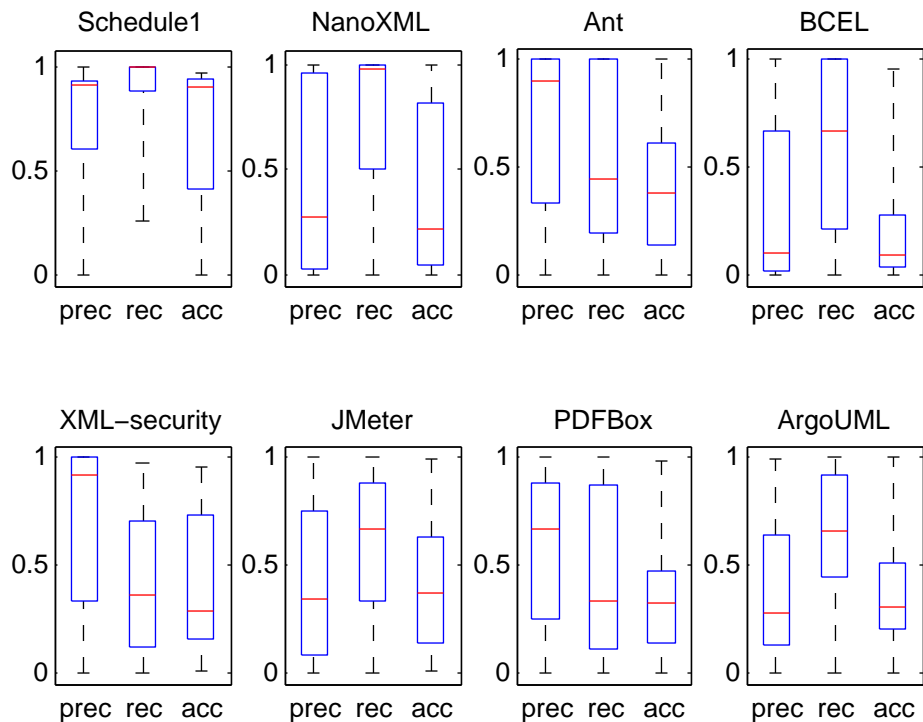 Schedule1
NanoXML
Ant
BCEL
1
0.5
0
prec rec acc
1
0.5
0
prec rec acc
1
0.5
0
prec rec acc
1
0.5
0
prec rec acc
XML−security
JMeter
PDFBox
ArgoUML
1
0.5
0
prec rec acc
1
0.5
0
prec rec acc
1
0.5
0
prec rec acc
1
0.5
0
prec rec acc